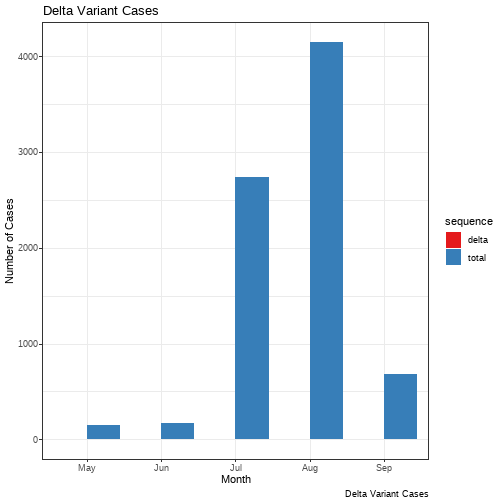 Delta Variant Cases
Number of Cases
4000
3000
2000
1000
0
May Jun Jul Aug Sep
Month
sequence
delta
total
Delta Variant Cases